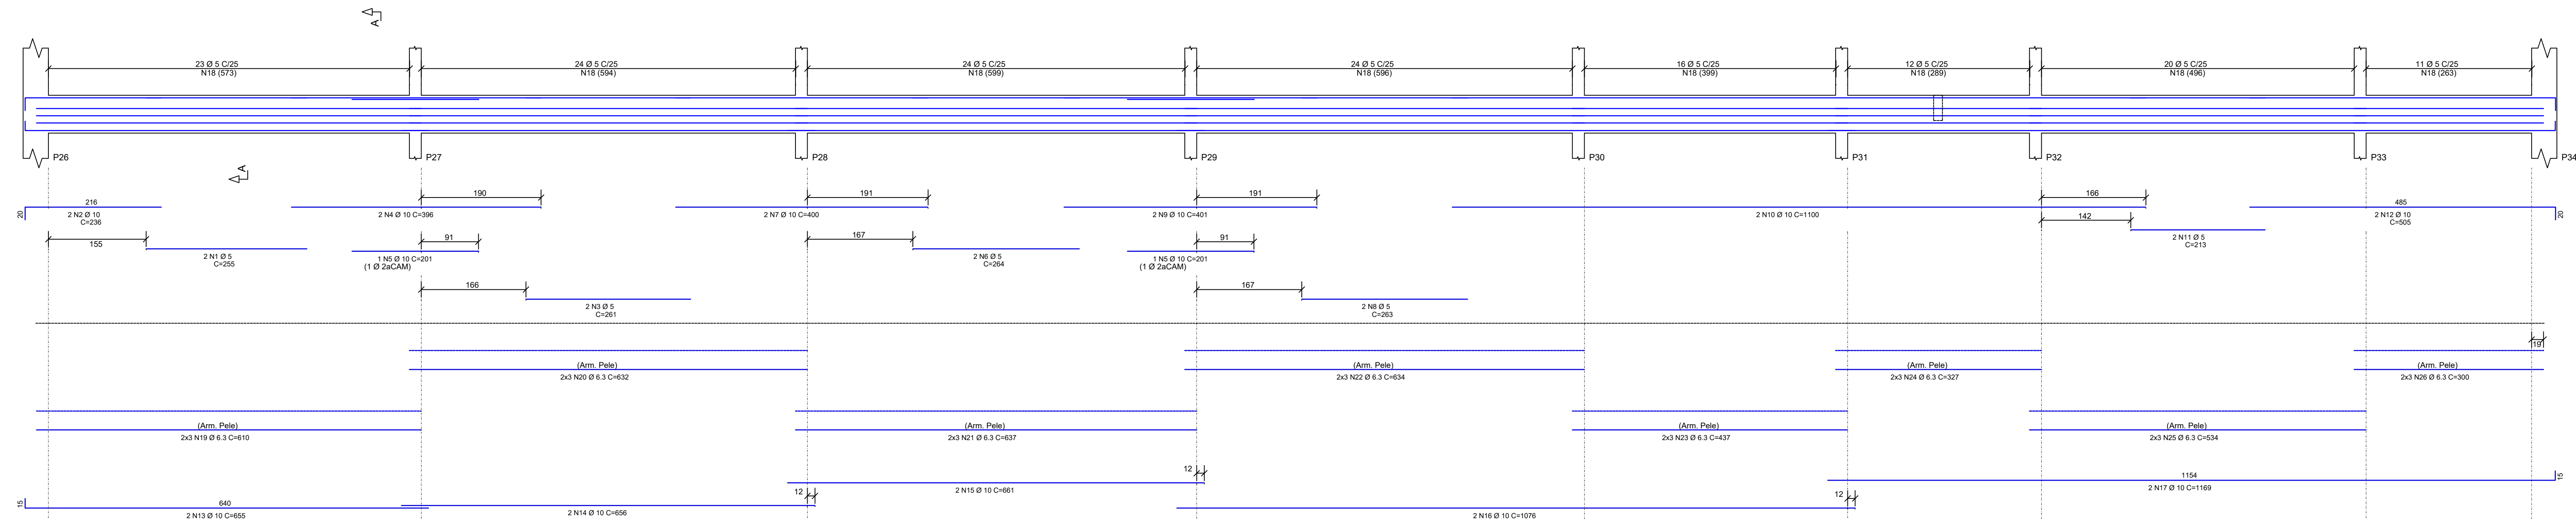 A
23 Ø 5 C/25
N18 (573)
24 Ø 5 C/25
N18 (594)
24 Ø 5 C/25
N18 (599)
24 Ø 5 C/25
N18 (596)
16 Ø 5 C/25
N18 (399)
12 Ø 5 C/25
N18 (289)
20 Ø 5 C/25
N18 (496)
11 Ø 5 C/25
N18 (263)
P26
P27
P28
P29
P30
P31
P32
P33
P34
A
190
191
191
166
216
20
2 N2 Ø 10
C=236
2 N4 Ø 10 C=396
2 N7 Ø 10 C=400
2 N9 Ø 10 C=401
2 N10 Ø 10 C=1100
485
20
2 N12 Ø 10
C=505
142
155
91
167
91
2 N11 Ø 5
C=213
2 N1 Ø 5
C=255
1 N5 Ø 10 C=201
(1 Ø 2aCAM)
2 N6 Ø 5
C=264
1 N5 Ø 10 C=201
(1 Ø 2aCAM)
166
167
2 N3 Ø 5
C=261
2 N8 Ø 5
C=263
19
(Arm. Pele)
2x3 N20 Ø 6.3 C=632
(Arm. Pele)
2x3 N22 Ø 6.3 C=634
(Arm. Pele)
2x3 N24 Ø 6.3 C=327
(Arm. Pele)
2x3 N26 Ø 6.3 C=300
(Arm. Pele)
2x3 N19 Ø 6.3 C=610
(Arm. Pele)
2x3 N21 Ø 6.3 C=637
(Arm. Pele)
2x3 N23 Ø 6.3 C=437
(Arm. Pele)
2x3 N25 Ø 6.3 C=534
12
2 N15 Ø 10 C=661
1154
15
2 N17 Ø 10 C=1169
12
12
15
640
2 N13 Ø 10 C=655
2 N14 Ø 10 C=656
2 N16 Ø 10 C=1076